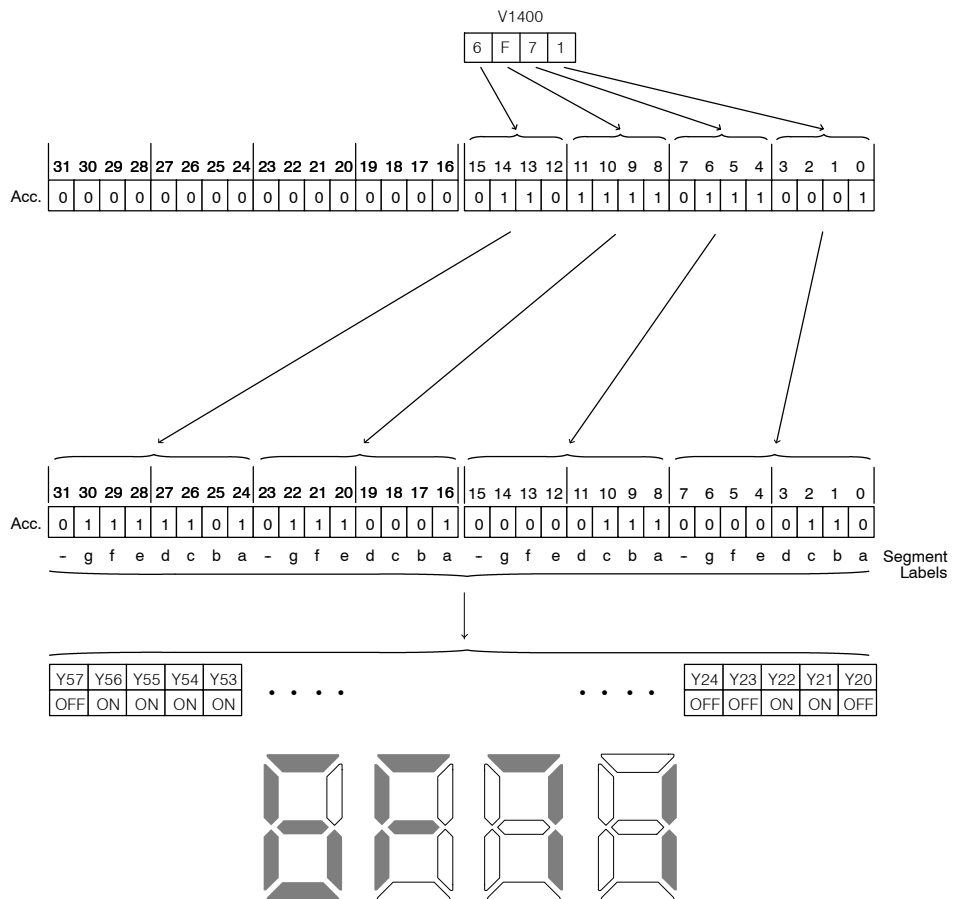 V1400
6 F 7 1
31 30 29 28 27 26 25 24 23 22 21 20 19 18 17 16 15 14 13 12 11 10 9 8 7 6 5 4 3 2 1 0
Acc. 0 0 0 0 0 0 0 0 0 0 0 0 0 0 0 0 0 1 1 0 1 1 1 1 0 1 1 1 0 0 0 1
31 30 29 28 27 26 25 24 23 22 21 20 19 18 17 16 15 14 13 12 11 10 9 8 7 6 5 4 3 2 1 0
Acc. 0 1 1 1 1 1 0 1 0 1 1 1 0 0 0 1 0 0 0 0 0 1 1 1 0 0 0 0 0 1 1 0
- g f e d c b a - g f e d c b a - g f e d c b a - g f e d c b a Segment
Labels
Y57 Y56 Y55 Y54 Y53 Y24 Y23 Y22 Y21 Y20
OFF ON ON ON ON • • • • • • • • OFF OFF ON ON OFF